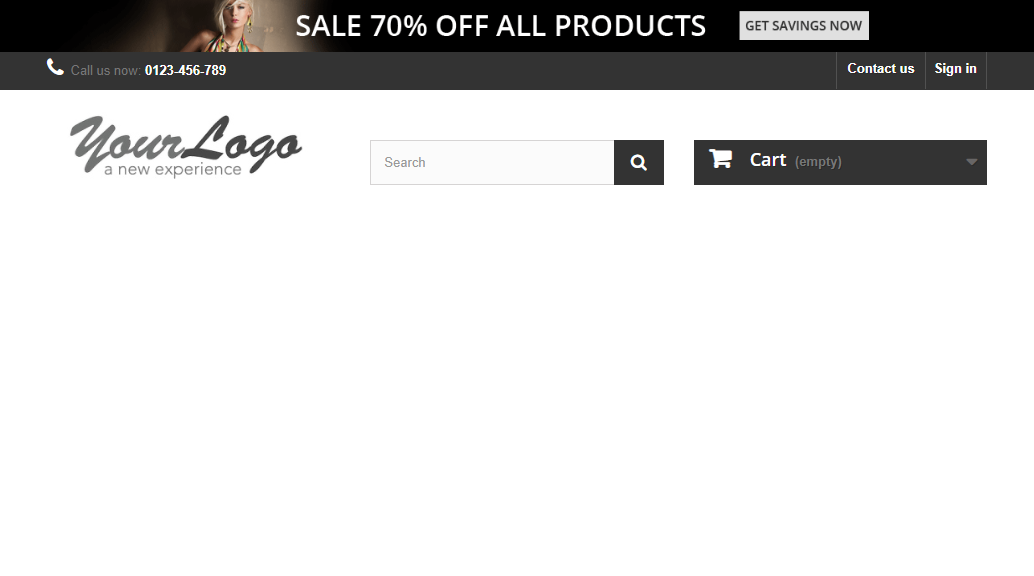 SALE 70% OFF ALL PRODUCTS
GET SAVINGS NOW
Call us now: 0123-456-789
Contact us
Sign in
YourLogo
a new experience
Search
Cart (empty)